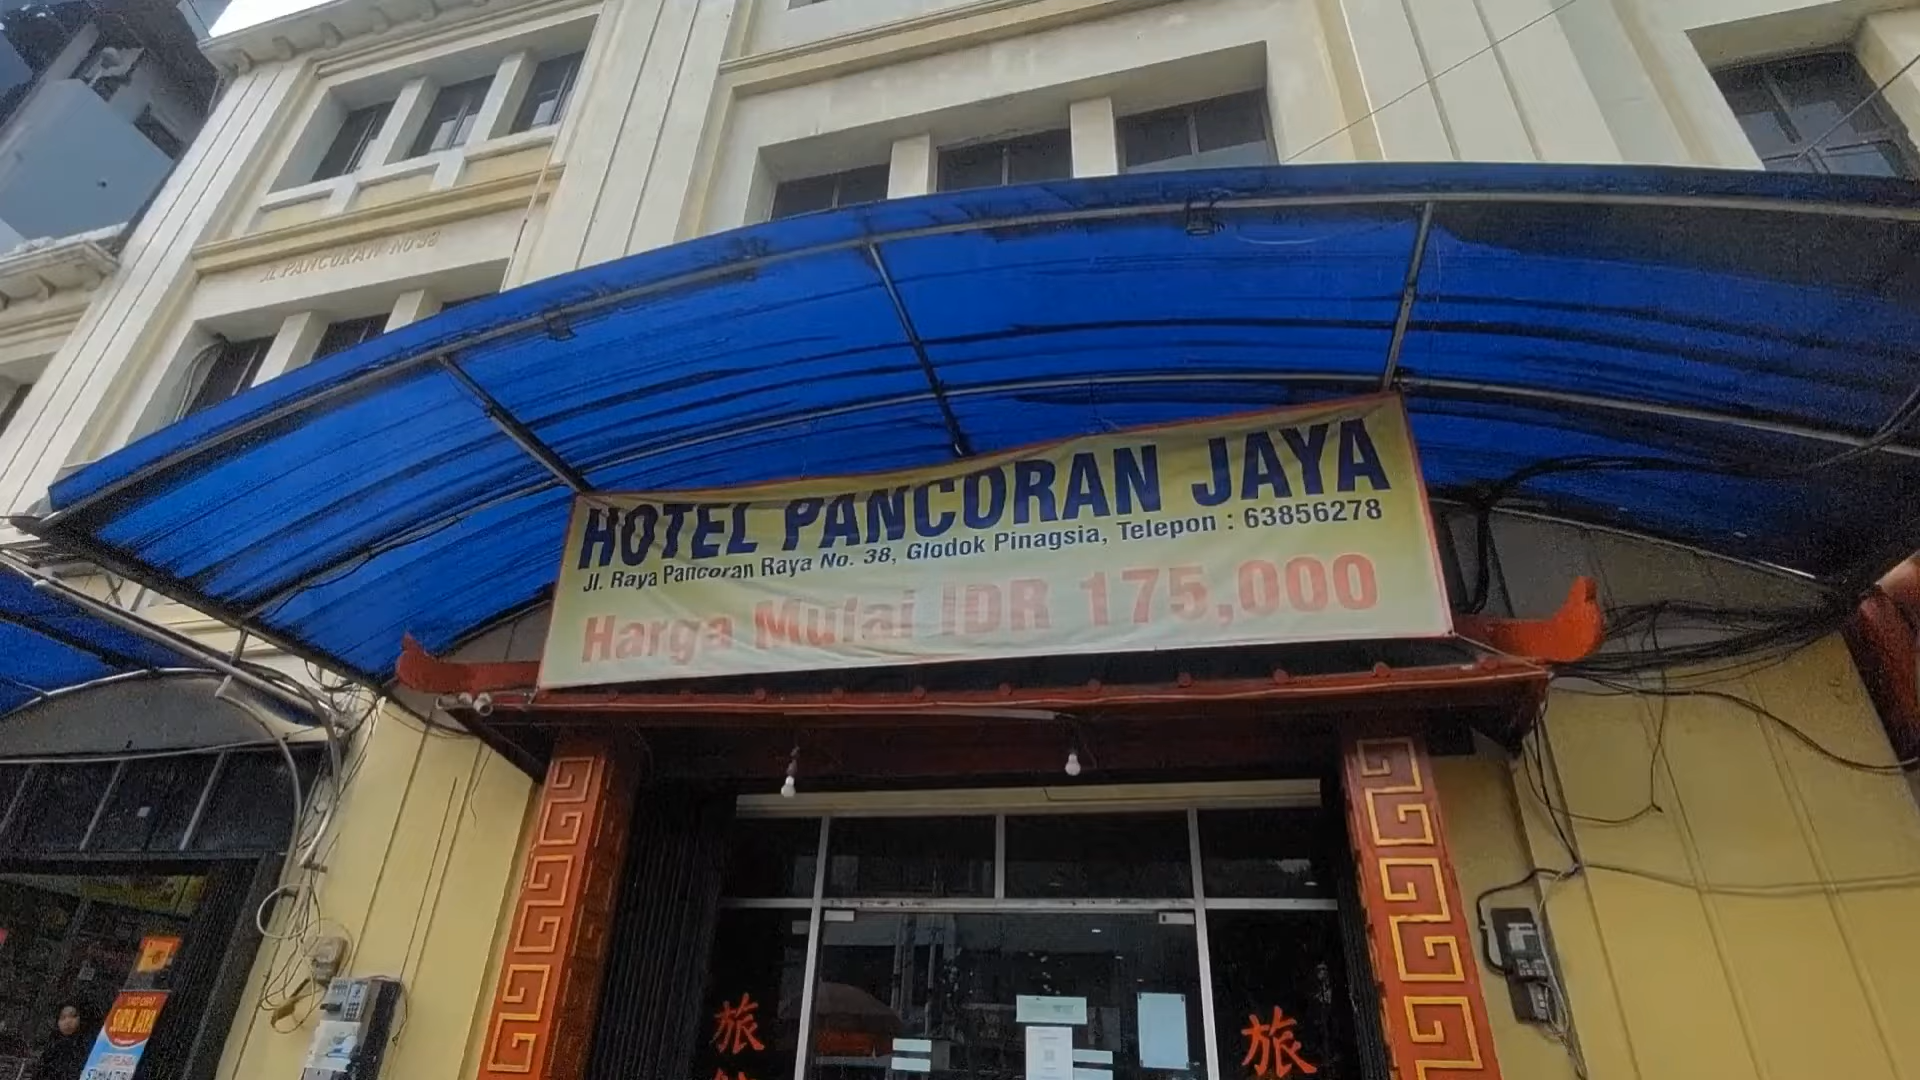 JL PANCORAN NO 38
HOTEL PANCORAN JAYA
Jl. Raya Pancoran Raya No. 38, Glodok Pinagsia, Telepon : 63856278
Harga Mulai IDR 175,000
旅
旅